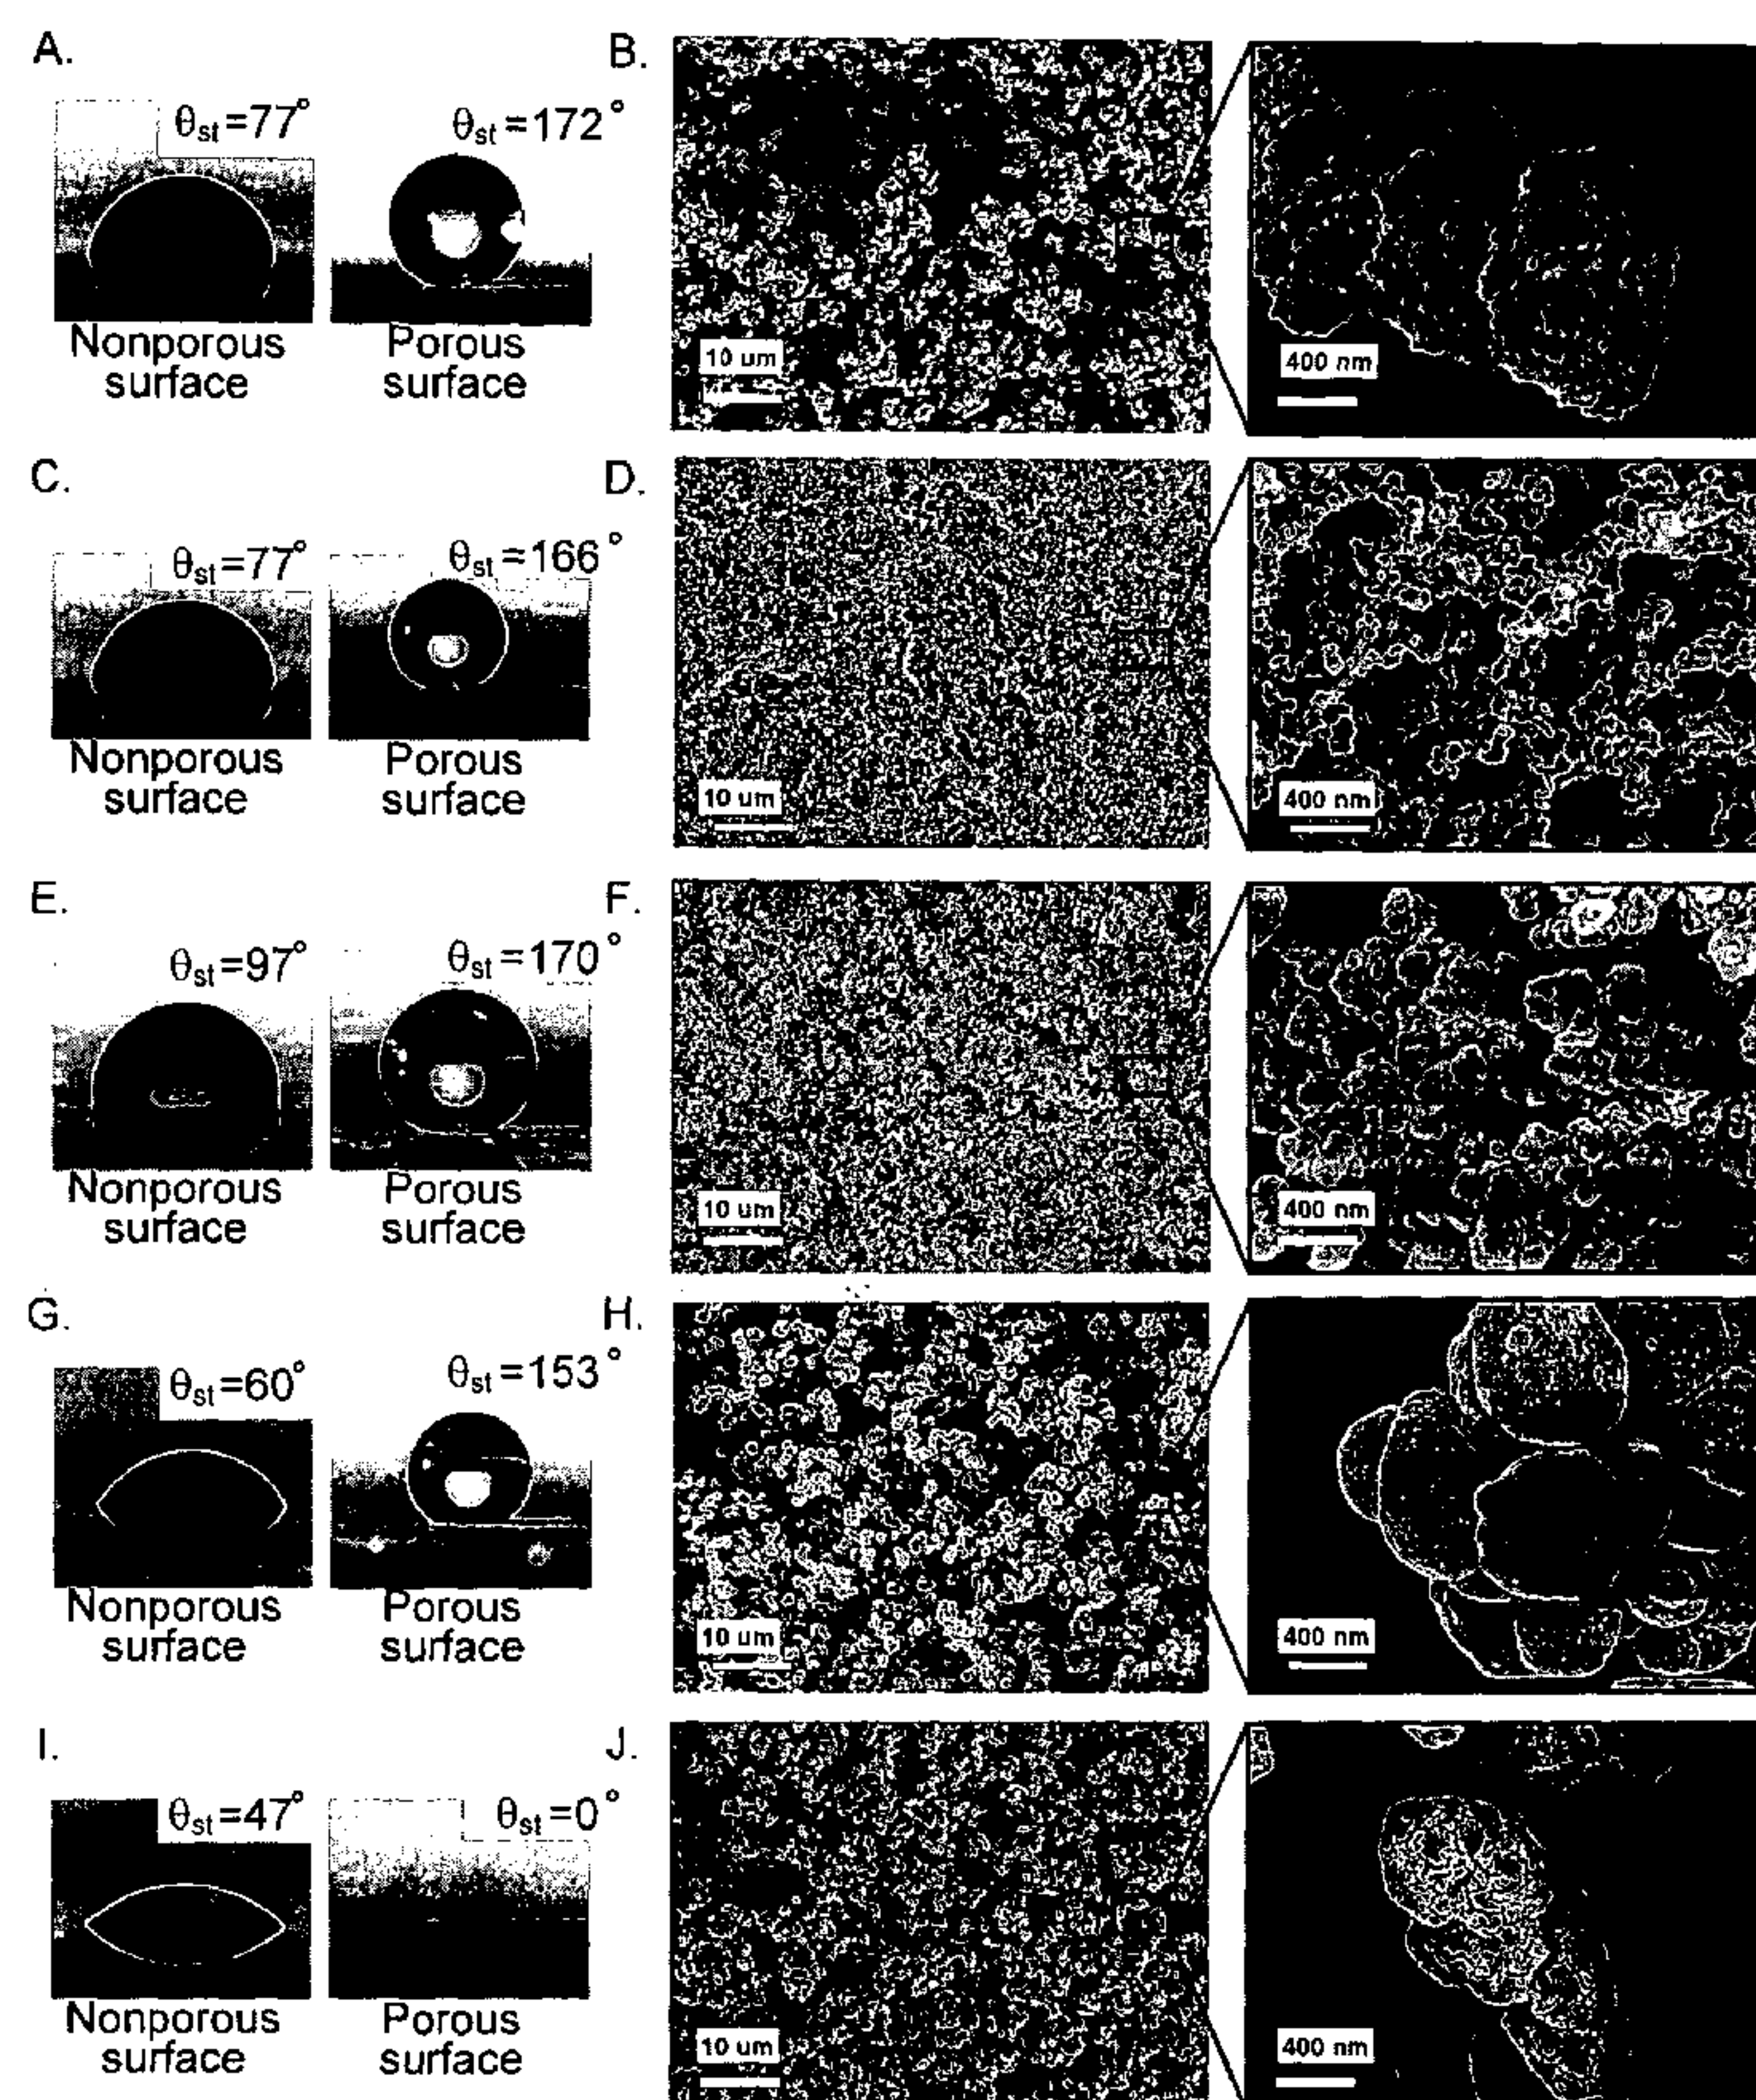 A.
B.
θst=77°
θst=172°
Nonporous
surface
Porous
surface
10 um
400 nm
C.
D.
θst=77°
θst=166°
Nonporous
surface
Porous
surface
10 um
400 nm
E.
F.
θst=97°
θst=170°
Nonporous
surface
Porous
surface
10 um
400 nm
G.
H.
θst=60°
θst=153°
Nonporous
surface
Porous
surface
10 um
400 nm
I.
J.
θst=47°
θst=0°
Nonporous
surface
Porous
surface
10 um
400 nm